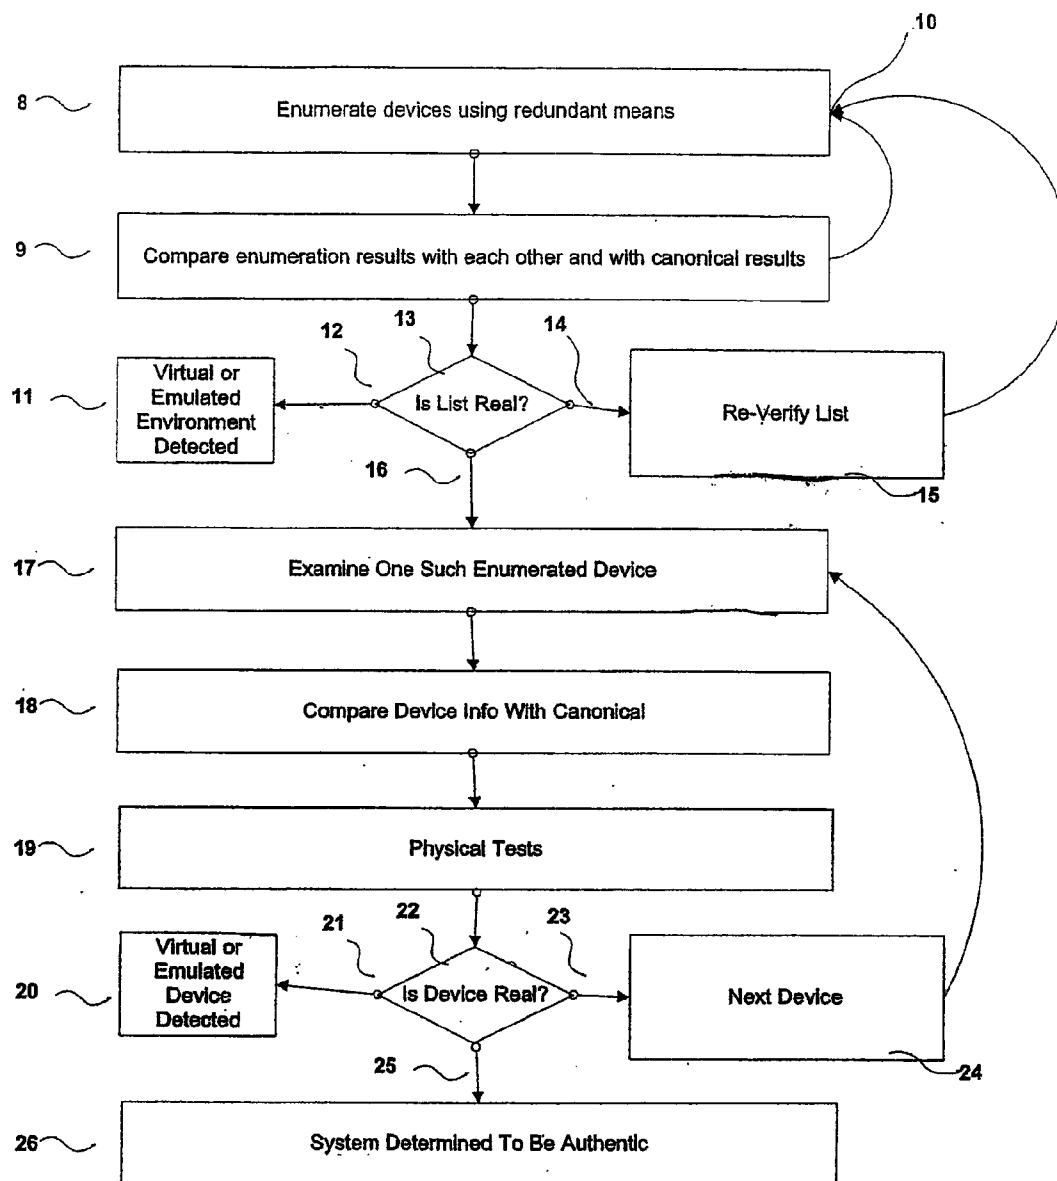 10
8
Enumerate devices using redundant means
9
Compare enumeration results with each other and with canonical results
12
13
14
11
Virtual or
Emulated
Environment
Detected
Is List Real?
Re-Verify List
16
15
17
Examine One Such Enumerated Device
18
Compare Device Info With Canonical
19
Physical Tests
21
22
23
20
Virtual or
Emulated
Device
Detected
Is Device Real?
Next Device
25
24
26
System Determined To Be Authentic